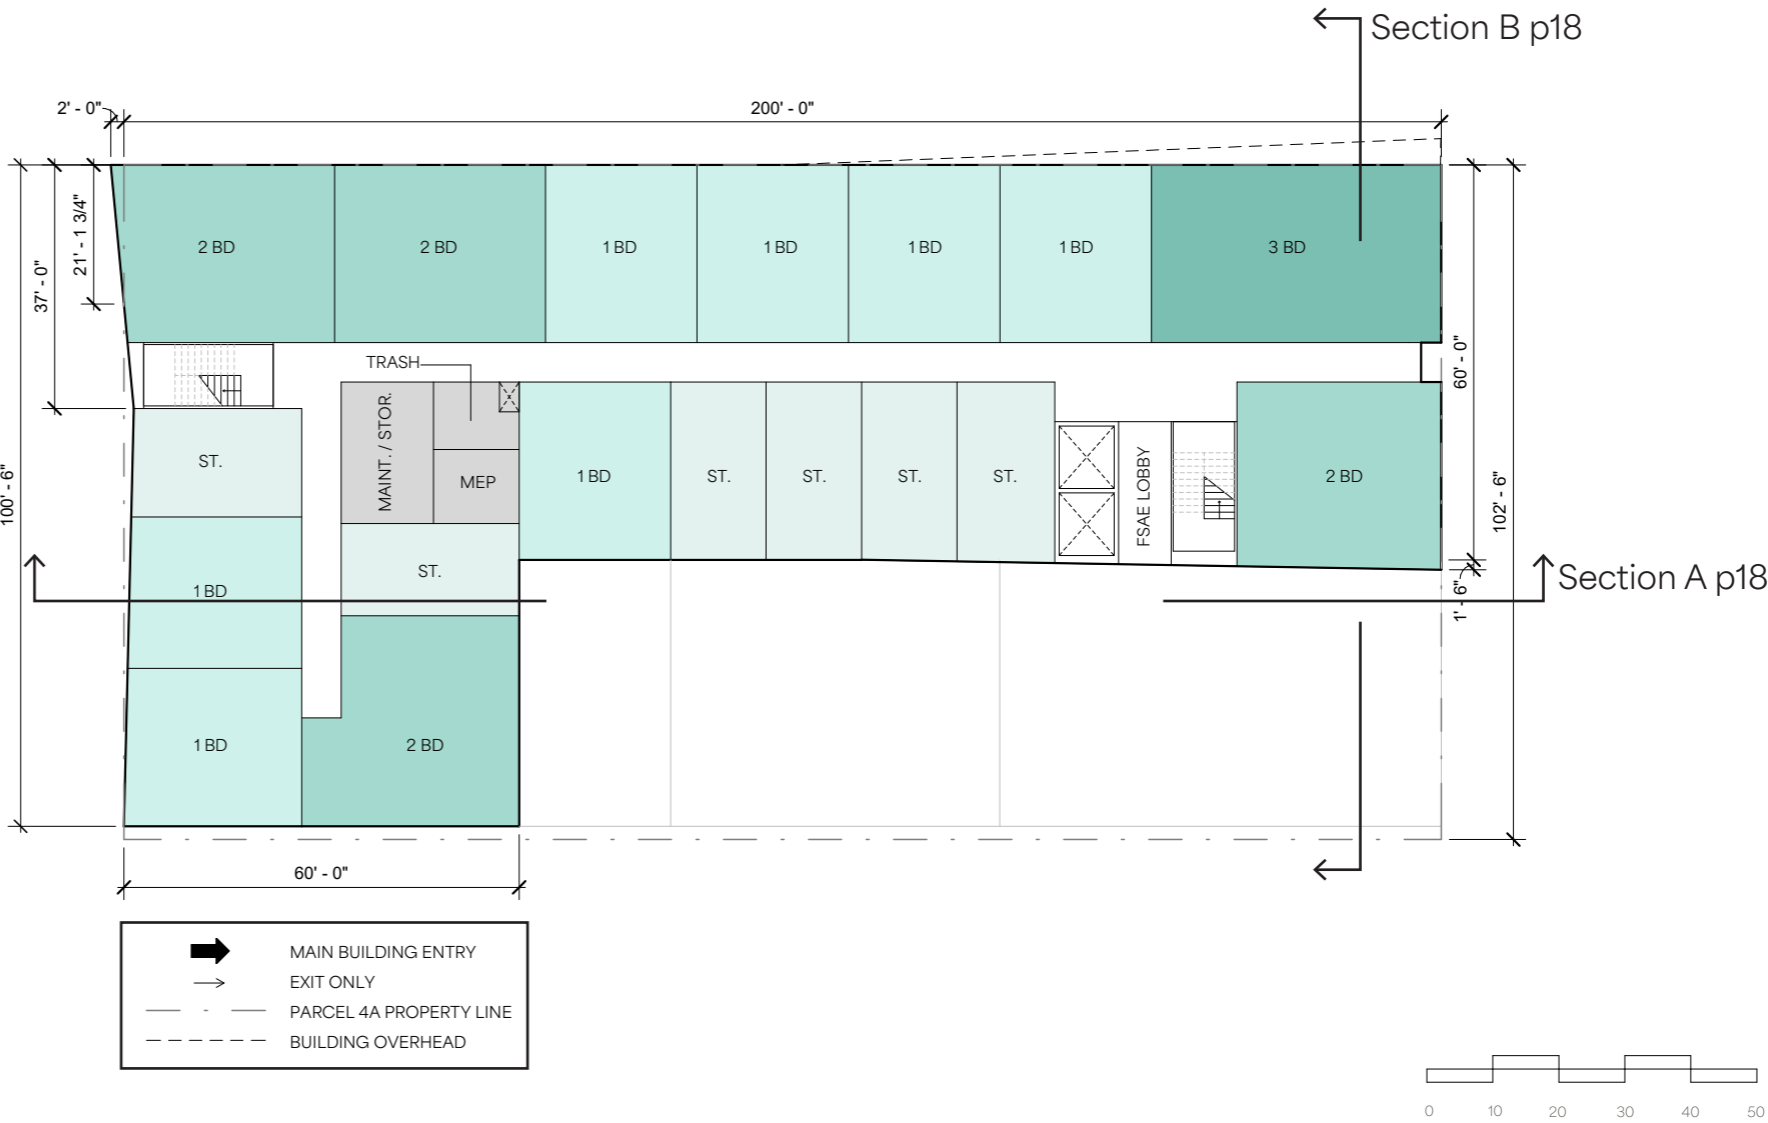 Section B p18
2' - 0"
200' - 0"
21' - 1 3/4"
37' - 0"
100' - 6"
2 BD
2 BD
1 BD
1 BD
1 BD
1 BD
3 BD
60' - 0"
102' - 6"
TRASH
MAINT. / STOR.
MEP
ST.
1 BD
ST.
ST.
ST.
ST.
FSAE LOBBY
2 BD
ST.
1 BD
1' - 6"
Section A p18
1 BD
2 BD
60' - 0"
MAIN BUILDING ENTRY
EXIT ONLY
PARCEL 4A PROPERTY LINE
BUILDING OVERHEAD
0 10 20 30 40 50